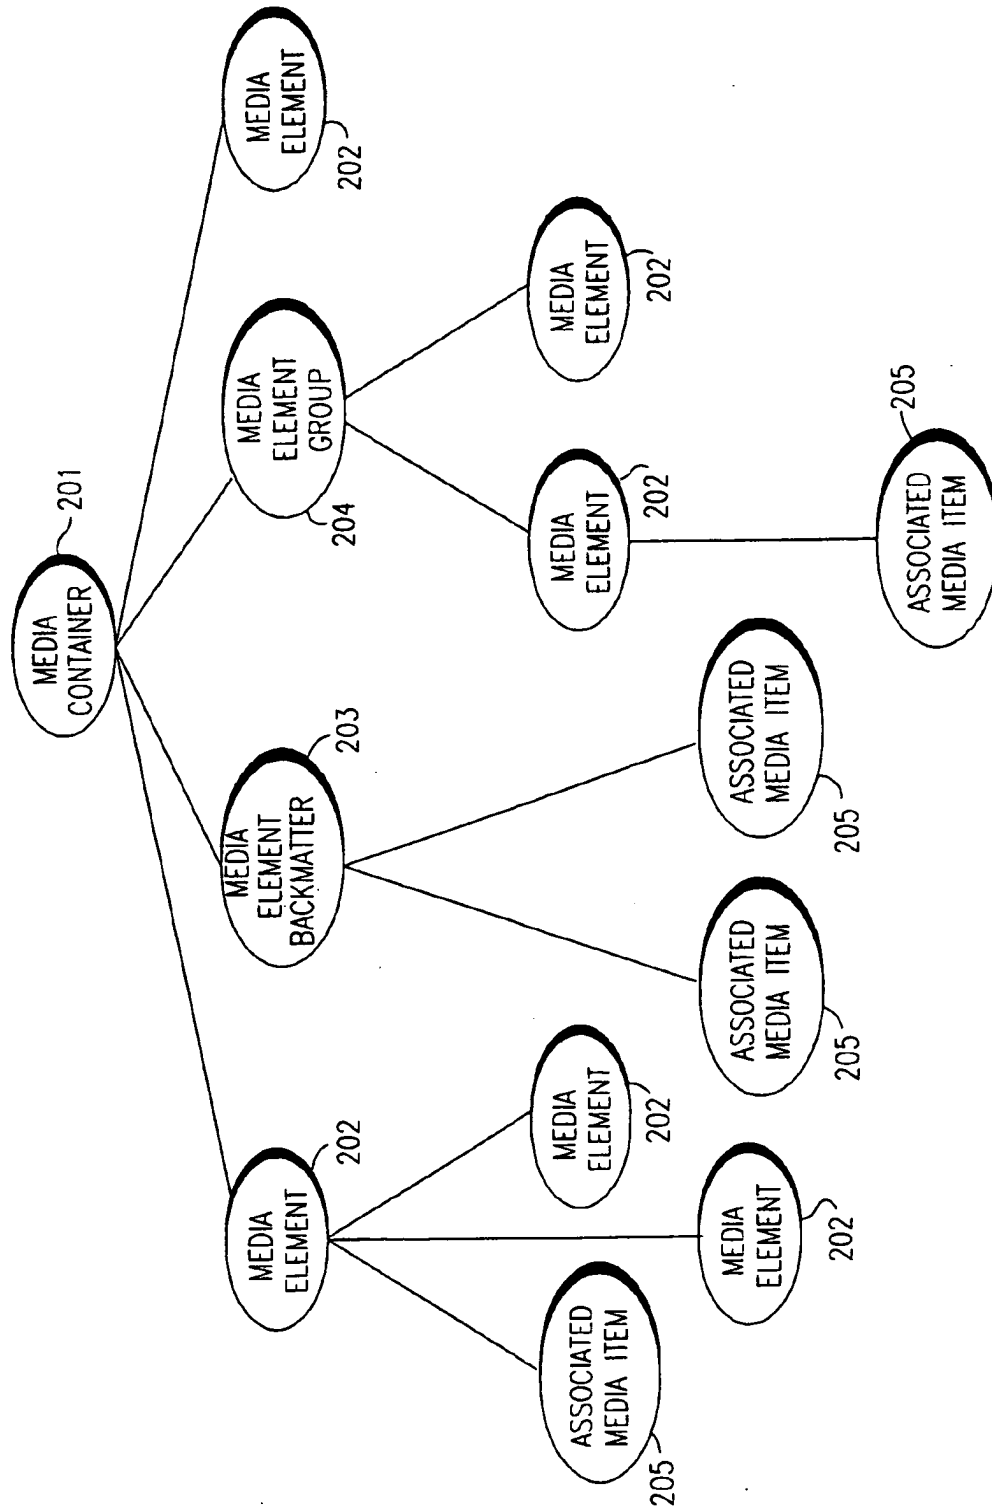 MEDIA
CONTAINER
201
MEDIA
ELEMENT
202
MEDIA
ELEMENT
BACKMATTER
203
MEDIA
ELEMENT
GROUP
204
MEDIA
ELEMENT
202
ASSOCIATED
MEDIA ITEM
205
MEDIA
ELEMENT
202
MEDIA
ELEMENT
202
MEDIA
ELEMENT
202
MEDIA
ELEMENT
202
ASSOCIATED
MEDIA ITEM
205
ASSOCIATED
MEDIA ITEM
205
ASSOCIATED
MEDIA ITEM
205